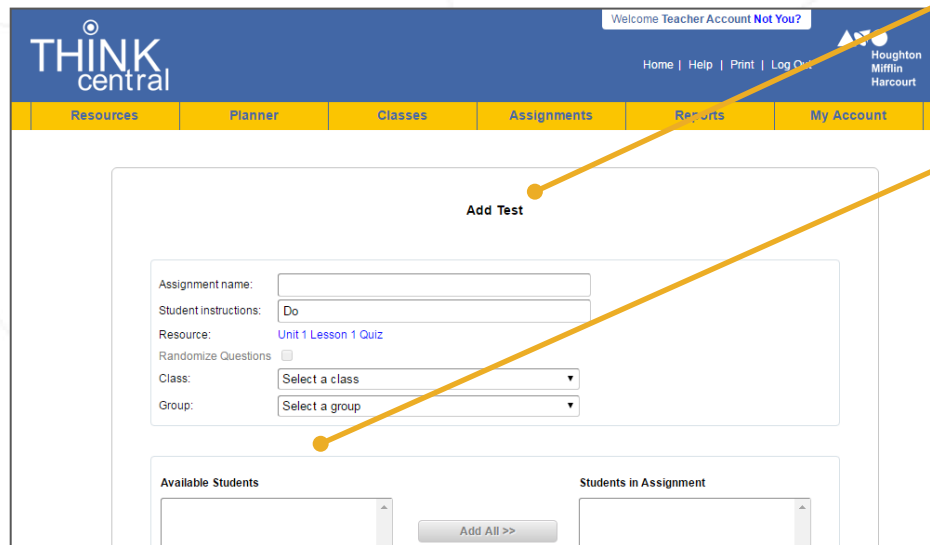 Welcome Teacher Account Not You?
THINK
central
Home | Help | Print | Log Out
Houghton
Mifflin
Harcourt
Resources Planner Classes Assignments Reports My Account
Add Test
Assignment name:
Student instructions: Do
Resource: Unit 1 Lesson 1 Quiz
Randomize Questions
Class: Select a class
Group: Select a group
Available Students Students in Assignment
Add All >>